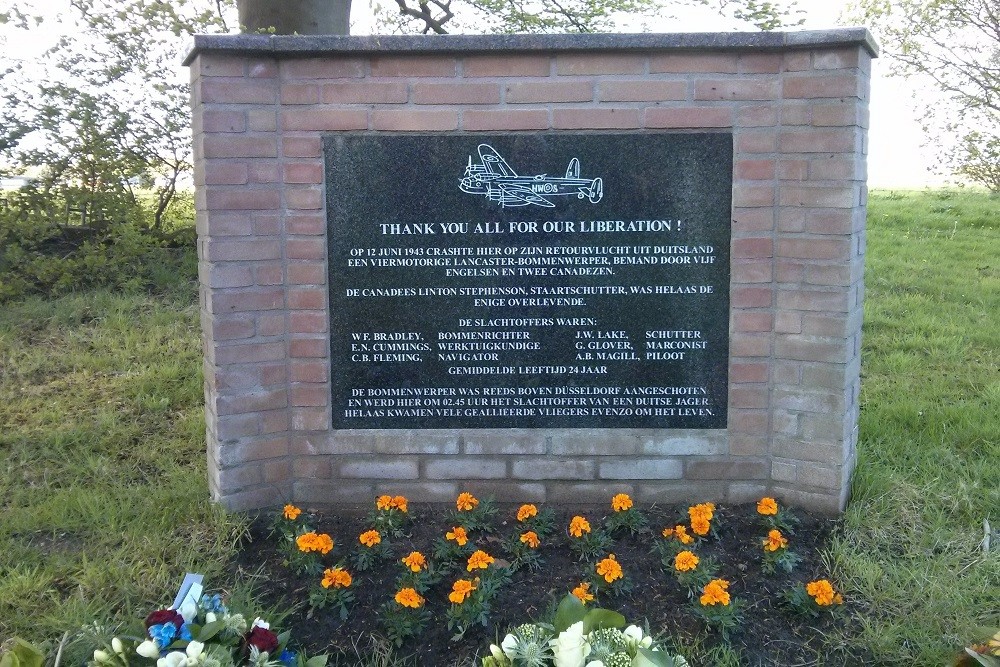 HW S
THANK YOU ALL FOR OUR LIBERATION !
OP 12 JUNI 1943 CRASHTE HIER OP ZIJN RETOURVLUCHT UIT DUITSLAND
EEN VIERMOTORIGE LANCASTER-BOMMENWERPER, BEMAND DOOR VIJF
ENGELSEN EN TWEE CANADEZEN.
DE CANADEES LINTON STEPHENSON, STAARTSCHUTTER, WAS HELAAS DE
ENIGE OVERLEVENDE.
DE SLACHTOFFERS WAREN:
W.F. BRADLEY, BOMMENRICHTER J.W. LAKE, SCHUTTER
E.N. CUMMINGS, WERKTUIGKUNDIGE G. GLOVER, MARCONIST
C.B. FLEMING, NAVIGATOR A.B. MAGILL, PILOOT
GEMIDDELDE LEEFTIJD 24 JAAR
DE BOMMENWERPER WAS REEDS BOVEN DÜSSELDORF AANGESCHOTEN
EN WERD HIER OM 02.45 UUR HET SLACHTOFFER VAN EEN DUITSE JAGER.
HELAAS KWAMEN VELE GEALLIEERDE VLIEGERS EVENZO OM HET LEVEN.